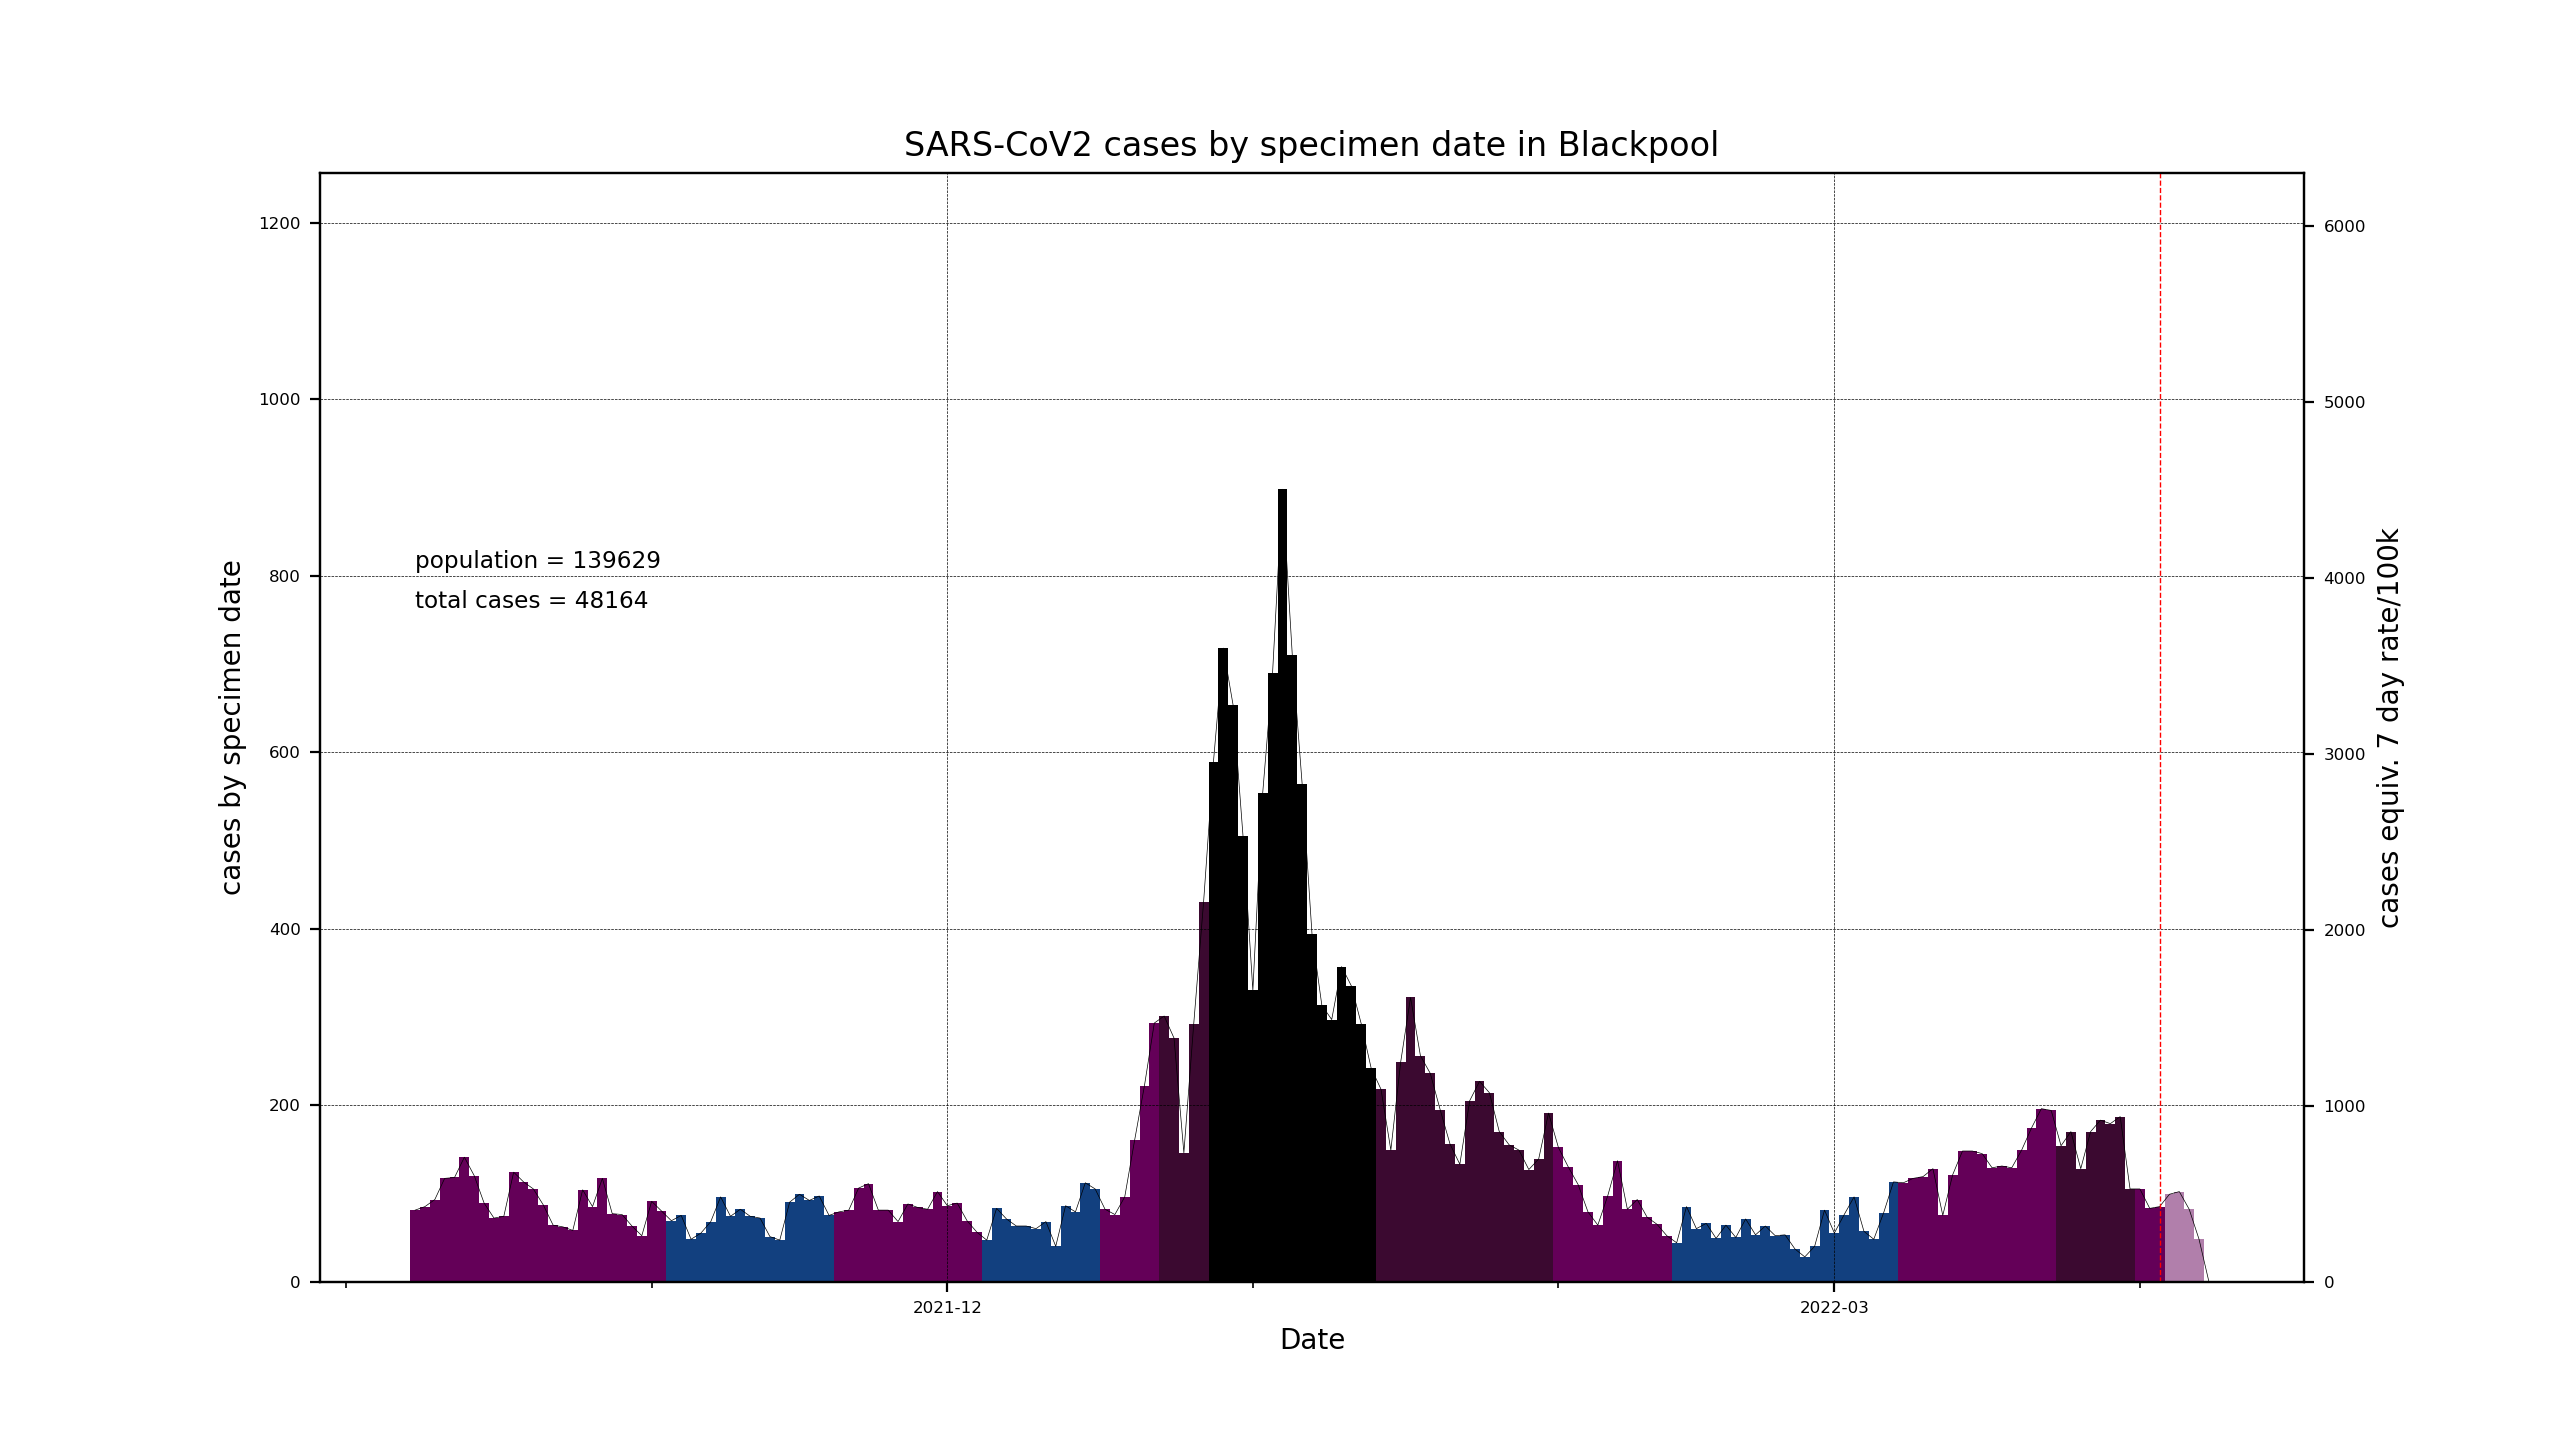 SARS-CoV2 cases by specimen date in Blackpool
1200
1000
800
600
400
200
0
cases by specimen date
population = 139629
total cases = 48164
6000
5000
4000
3000
2000
1000
0
cases equiv. 7 day rate/100k
2021-12
2022-03
Date